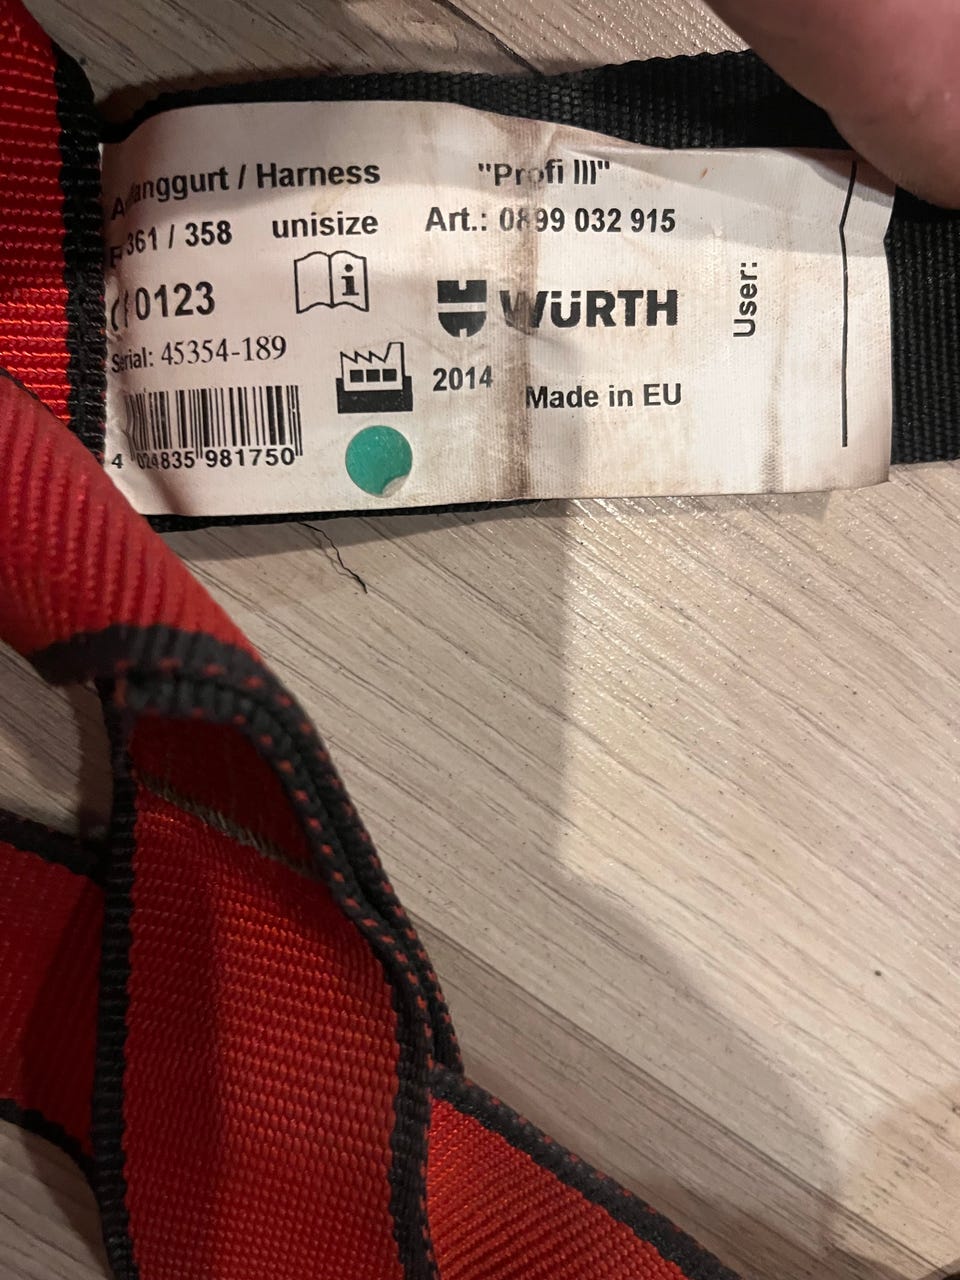 / Harness "Profi III"
361 / 358 unisize Art.: 0899 032 915
0123
WÜRTH
User:
Serial: 45354-189
2014
Made in EU
4 024835 981750